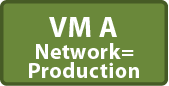 VM A
Network=
Production